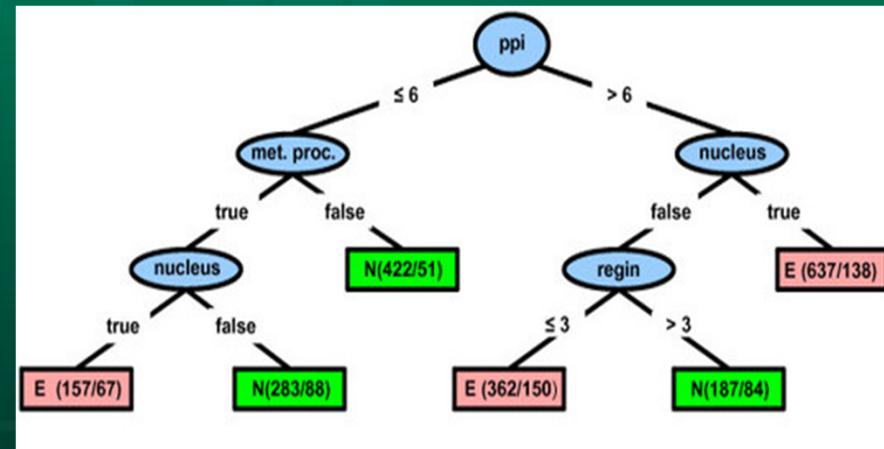 ppi
≤ 6
> 6
met. proc.
nucleus
true
false
false
true
nucleus
N(422/51)
regin
E (637/138)
true
false
≤ 3
> 3
E (157/67)
N(283/88)
E (362/150)
N(187/84)